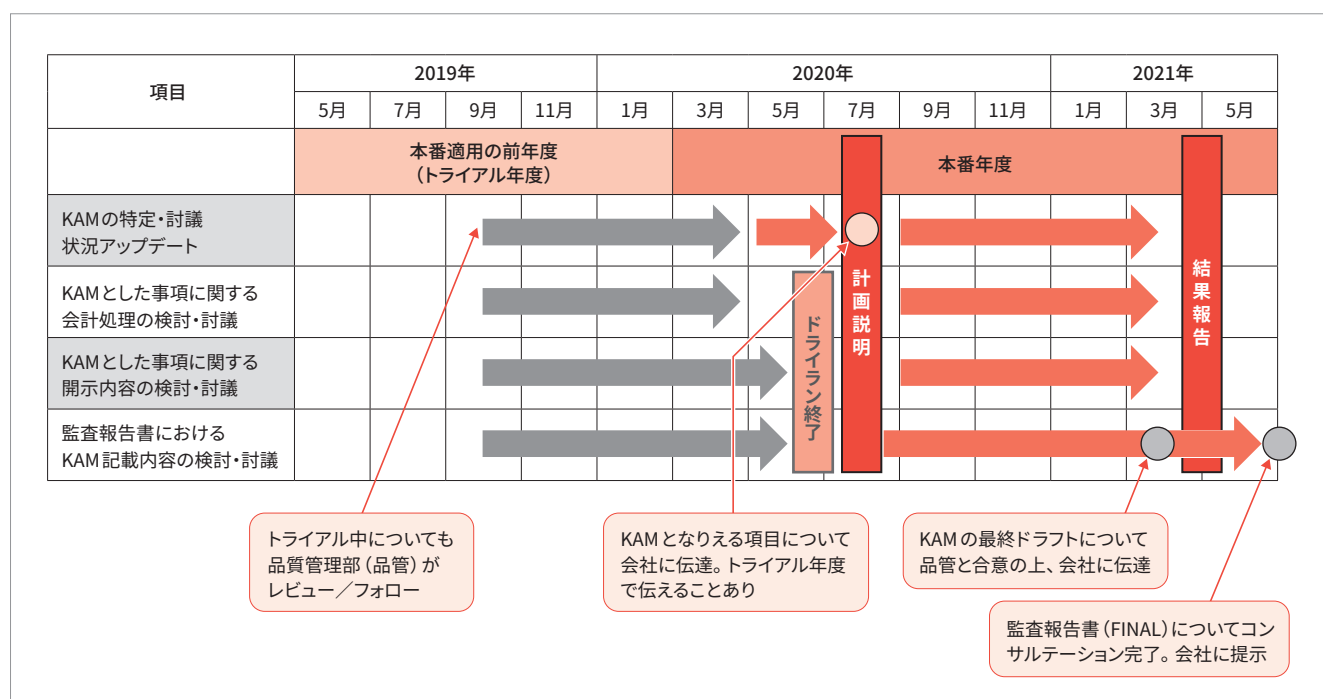 項目
2019年
2020年
2021年
5月
7月
9月
11月
1月
3月
5月
7月
9月
11月
1月
3月
5月
本番適用の前年度
（トライアル年度）
本番年度
KAMの特定・討議
状況アップデート
KAMとした事項に関する
会計処理の検討・討議
KAMとした事項に関する
開示内容の検討・討議
監査報告書における
KAM記載内容の検討・討議
ドライラン終了
計画説明
結果報告
トライアル中についても
品質管理部（品管）が
レビュー／フォロー
KAMとなりえる項目について
会社に伝達。トライアル年度
で伝えることあり
KAMの最終ドラフトについて
品管と合意の上、会社に伝達
監査報告書（FINAL）についてコン
サルテーション完了。会社に提示